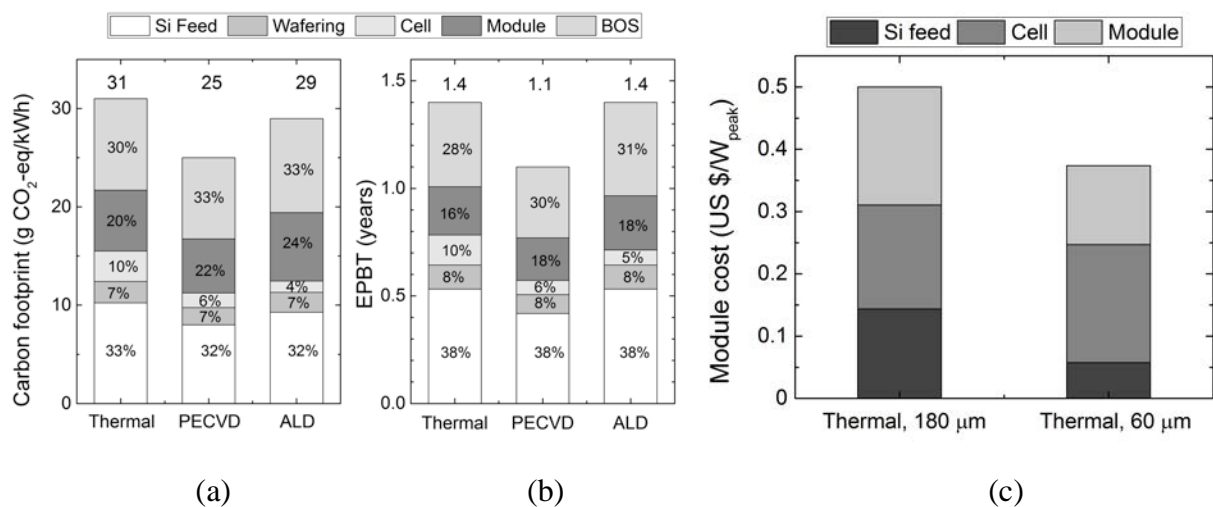 Si Feed Wafering Cell Module BOS
Carbon footprint (g CO2-eq/kWh)
30
20
10
0
31 25 29
30% 33% 33%
20% 22% 24%
10% 6% 4%
7% 7% 7%
33% 32% 32%
Thermal PECVD ALD
(a)
EPBT (years)
1.5
1.0
0.5
0.0
1.4 1.1 1.4
28% 30% 31%
16% 18% 18%
10% 6% 5%
8% 8% 8%
38% 38% 38%
Thermal PECVD ALD
(b)
Si feed Cell Module
Module cost (US $/Wpeak)
0.5
0.4
0.3
0.2
0.1
0
Thermal, 180 μm Thermal, 60 μm
(c)